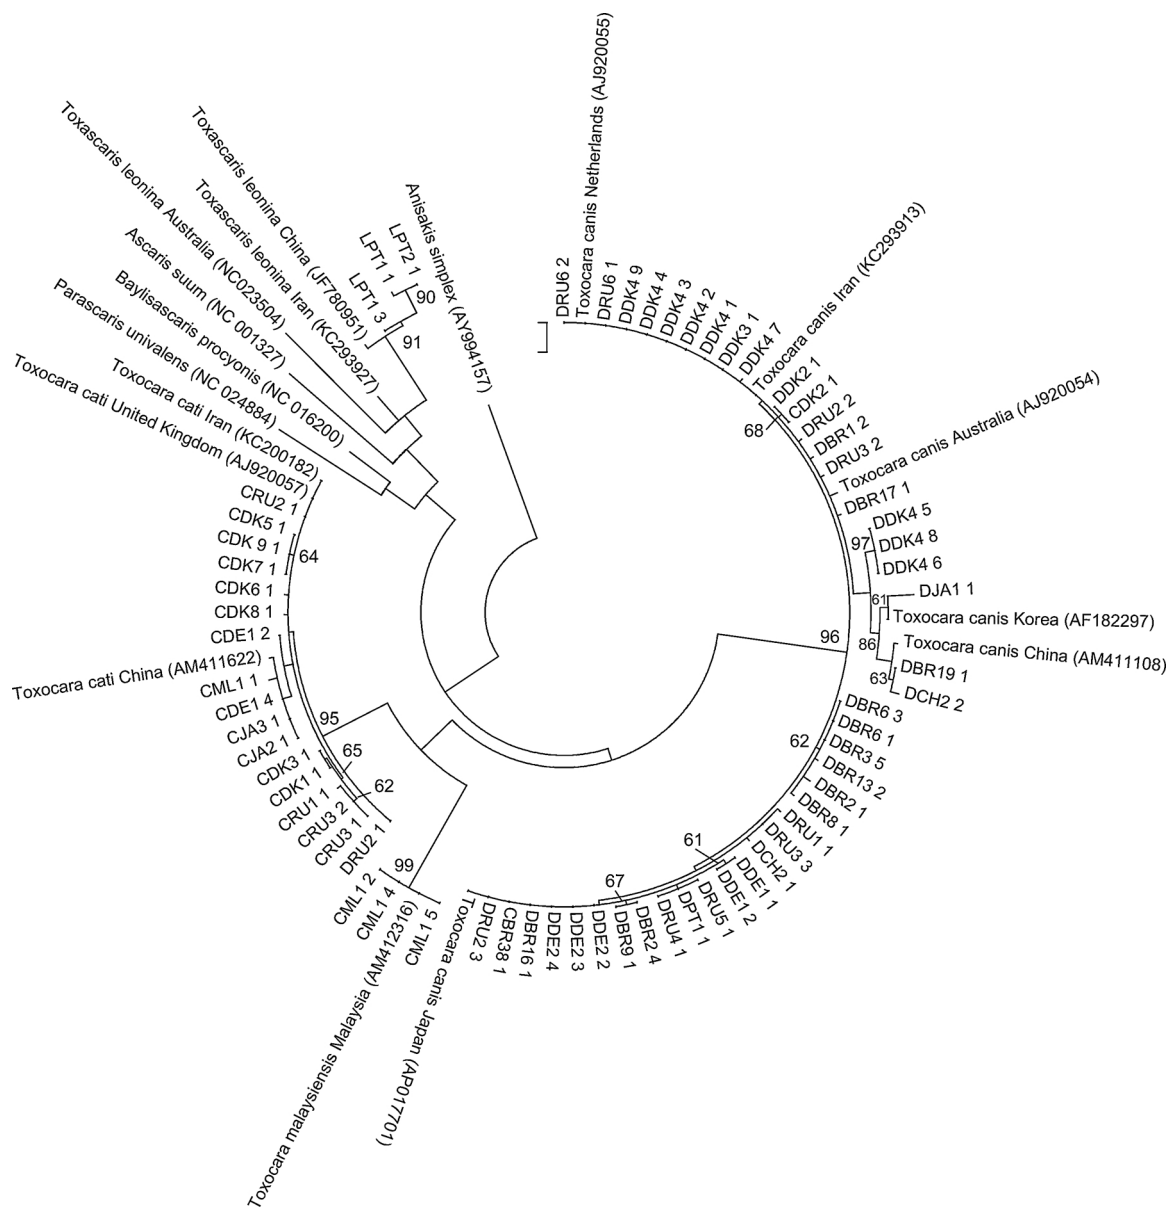 DRU6 2
Toxocara canis Netherlands (AJ920055)
DRU6 1
DDK4 9
DDK4 4
DDK4 3
DDK4 2
DDK4 1
DDK3 1
DDK4 7
Toxocara canis Iran (KC293913)
DDK2 1
CDK2 1
68
DRU2 2
DBR1 2
DRU3 2
Toxocara canis Australia (AJ920054)
DBR17 1
DDK4 5
97
DDK4 8
DDK4 6
DJA1 1
61
Toxocara canis Korea (AF182297)
96
86
Toxocara canis China (AM411108)
DBR19 1
63
DCH2 2
DBR6 3
DBR6 1
62
DBR3 5
DBR13 2
DBR2 1
DBR8 1
DRU1 1
DRU3 3
DCH2 1
61
DDE1 1
DDE1 2
DRU5 1
DPT1 1
DRU4 1
DBR2 4
67
DBR9 1
DDE2 2
DDE2 3
DDE2 4
DBR16 1
CBR38 1
DRU2 3
Toxocara canis Japan (AP017701)
CML1 5
Toxocara malaysiensis Malaysia (AM412316)
99
CML1 4
CML1 2
DRU2 1
CRU3 1
CRU3 2
62
CRU1 1
65
CDK1 1
CDK3 1
95
CJA2 1
CJA3 1
CDE1 4
CML1 1
Toxocara cati China (AM411622)
CDE1 2
CDK8 1
CDK6 1
CDK7 1
64
CDK 9 1
CDK5 1
CRU2 1
Toxocara cati United Kingdom (AJ920057)
Toxocara cati Iran (KC200182)
Parascaris univalens (NC 024884)
Baylisascaris procyonis (NC 016200)
Ascaris suum (NC 001327)
Toxascaris leonina Australia (NC023504)
Toxascaris leonina Iran (KC293927)
Toxascaris leonina China (JF780951)
LPT1 3
91
LPT1 1
LPT2 1
90
Anisakis simplex (AY994157)